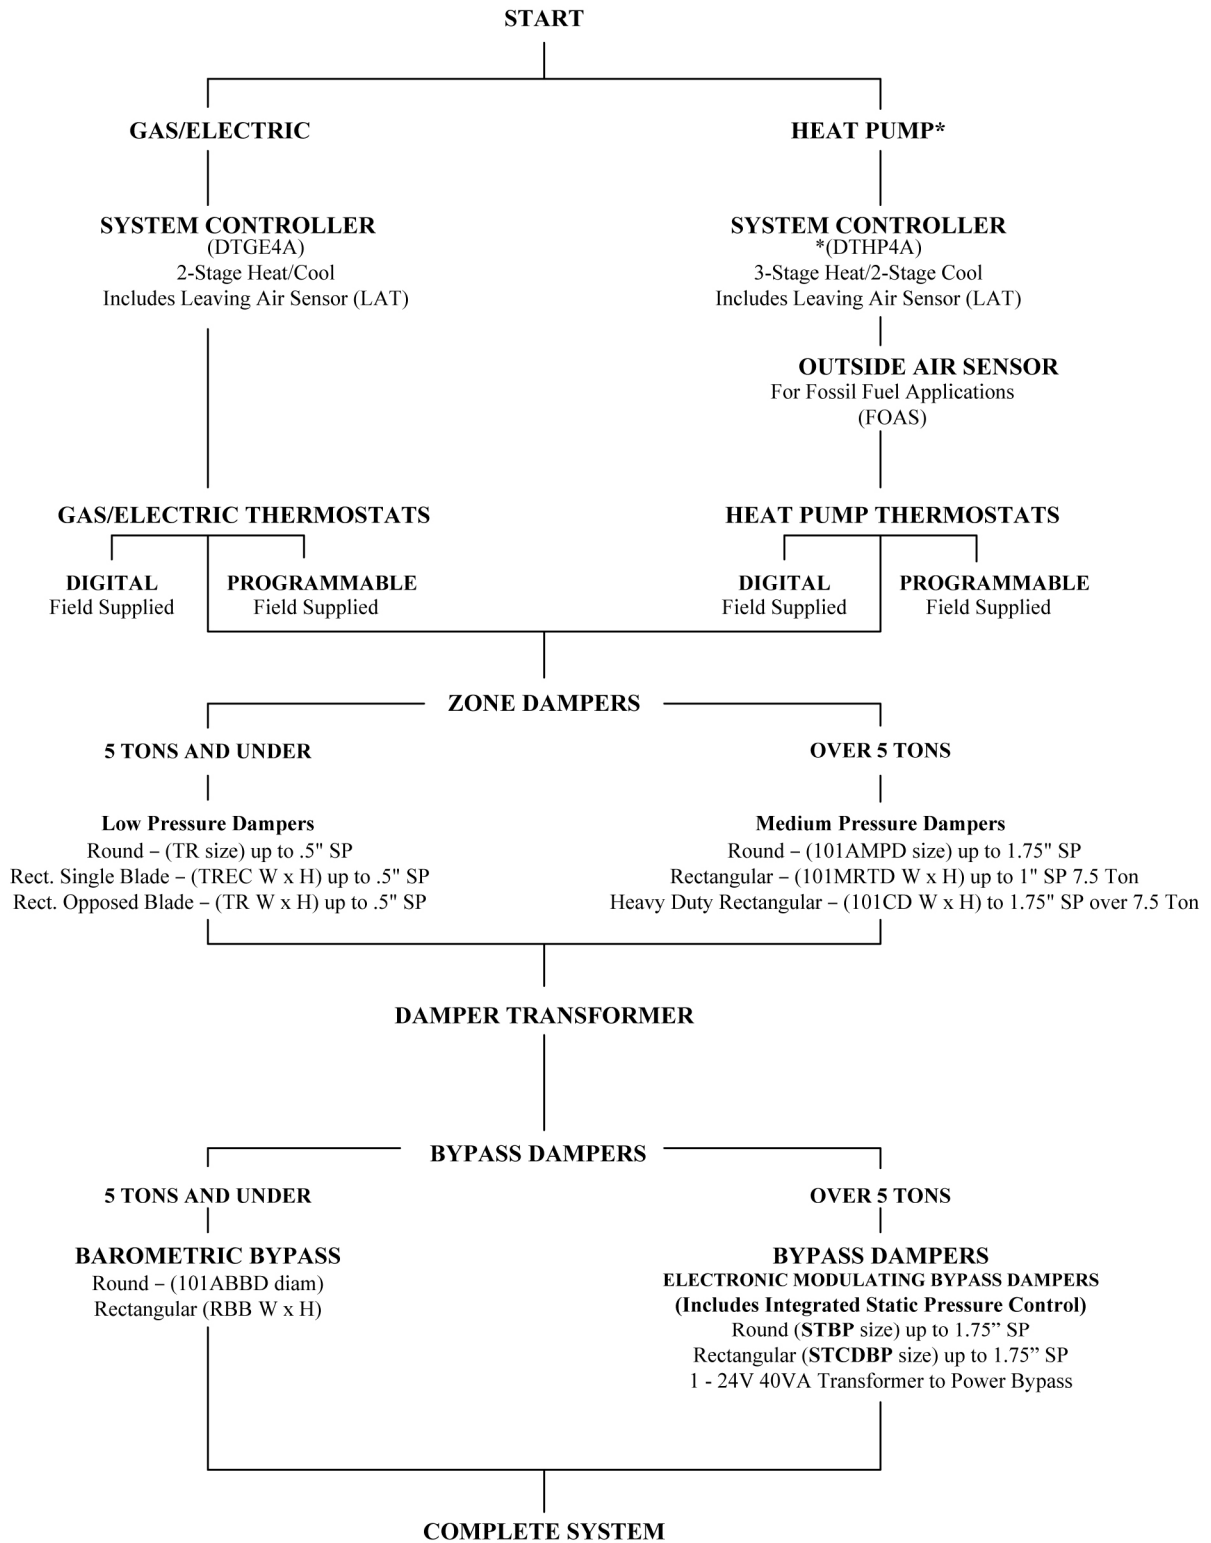 START
GAS/ELECTRIC
SYSTEM CONTROLLER
(DTGE4A)
2-Stage Heat/Cool
Includes Leaving Air Sensor (LAT)
HEAT PUMP*
SYSTEM CONTROLLER
*(DTHP4A)
3-Stage Heat/2-Stage Cool
Includes Leaving Air Sensor (LAT)
OUTSIDE AIR SENSOR
For Fossil Fuel Applications
(FOAS)
GAS/ELECTRIC THERMOSTATS
DIGITAL
Field Supplied
PROGRAMMABLE
Field Supplied
HEAT PUMP THERMOSTATS
DIGITAL
Field Supplied
PROGRAMMABLE
Field Supplied
ZONE DAMPERS
5 TONS AND UNDER
Low Pressure Dampers
Round – (TR size) up to .5" SP
Rect. Single Blade – (TREC W x H) up to .5" SP
Rect. Opposed Blade – (TR W x H) up to .5" SP
OVER 5 TONS
Medium Pressure Dampers
Round – (101AMPD size) up to 1.75" SP
Rectangular – (101MRTD W x H) up to 1" SP 7.5 Ton
Heavy Duty Rectangular – (101CD W x H) to 1.75" SP over 7.5 Ton
DAMPER TRANSFORMER
BYPASS DAMPERS
5 TONS AND UNDER
BAROMETRIC BYPASS
Round – (101ABBD diam)
Rectangular (RBB W x H)
OVER 5 TONS
BYPASS DAMPERS
ELECTRONIC MODULATING BYPASS DAMPERS
(Includes Integrated Static Pressure Control)
Round (STBP size) up to 1.75” SP
Rectangular (STCDBP size) up to 1.75” SP
1 - 24V 40VA Transformer to Power Bypass
COMPLETE SYSTEM